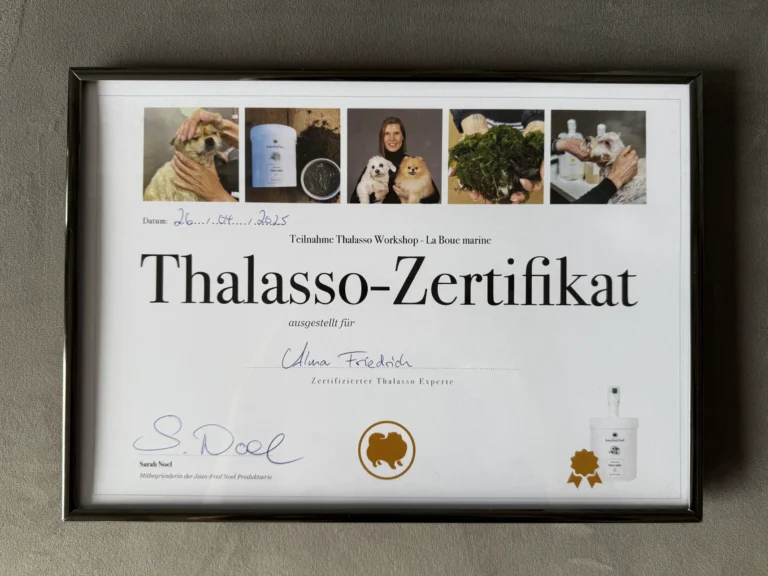 Datum: 26../..04..../..2025
Teilnahme Thalasso Workshop - La Boue marine
Thalasso-Zertifikat
ausgestellt für
Alma Friedrich
Zertifizierter Thalasso Experte
S. Noel
Sarah Noel
Mitbegründerin der Jean-Fred Noel Produktserie